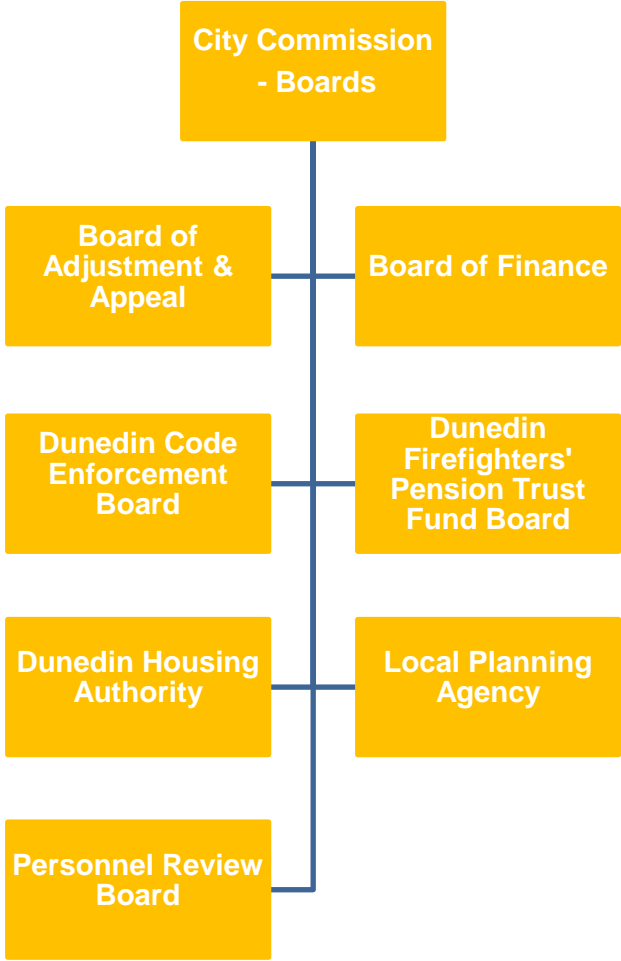 City Commission
- Boards
Board of
Adjustment &
Appeal
Board of Finance
Dunedin Code
Enforcement
Board
Dunedin
Firefighters'
Pension Trust
Fund Board
Dunedin Housing
Authority
Local Planning
Agency
Personnel Review
Board